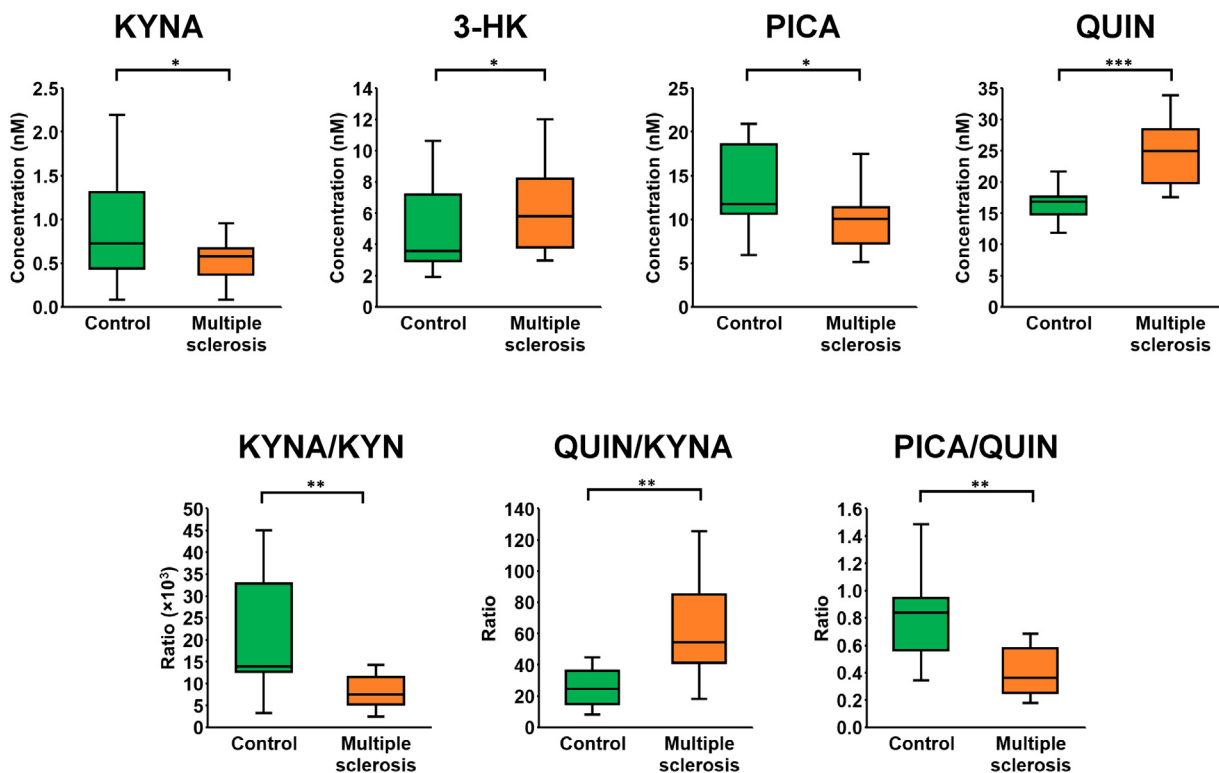 KYNA
*
Concentration (nM)
2.5
2.0
1.5
1.0
0.5
0.0
Control
Multiple
sclerosis
3-HK
*
Concentration (nM)
14
12
10
8
6
4
2
0
Control
Multiple
sclerosis
PICA
*
Concentration (nM)
25
20
15
10
5
0
Control
Multiple
sclerosis
QUIN
***
Concentration (nM)
35
30
25
20
15
10
5
0
Control
Multiple
sclerosis
KYNA/KYN
**
Ratio (×10³)
50
45
40
35
30
25
20
15
10
5
0
Control
Multiple
sclerosis
QUIN/KYNA
**
Ratio
140
120
100
80
60
40
20
0
Control
Multiple
sclerosis
PICA/QUIN
**
Ratio
1.6
1.4
1.2
1.0
0.8
0.6
0.4
0.2
0.0
Control
Multiple
sclerosis